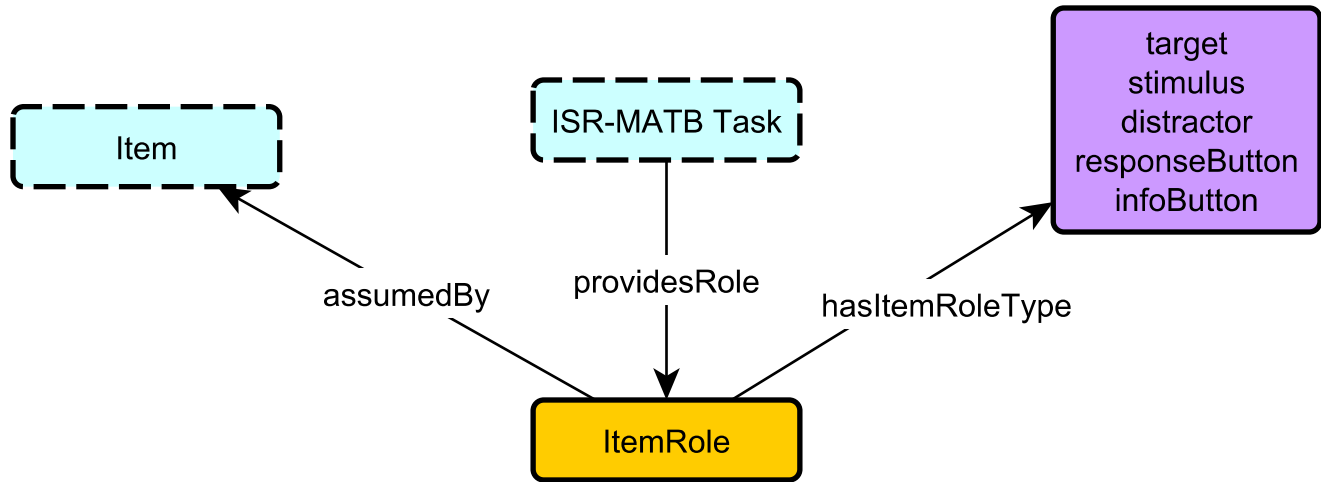 target
stimulus
distractor
responseButton
infoButton
ISR-MATB Task
Item
providesRole
assumedBy
hasItemRoleType
ItemRole